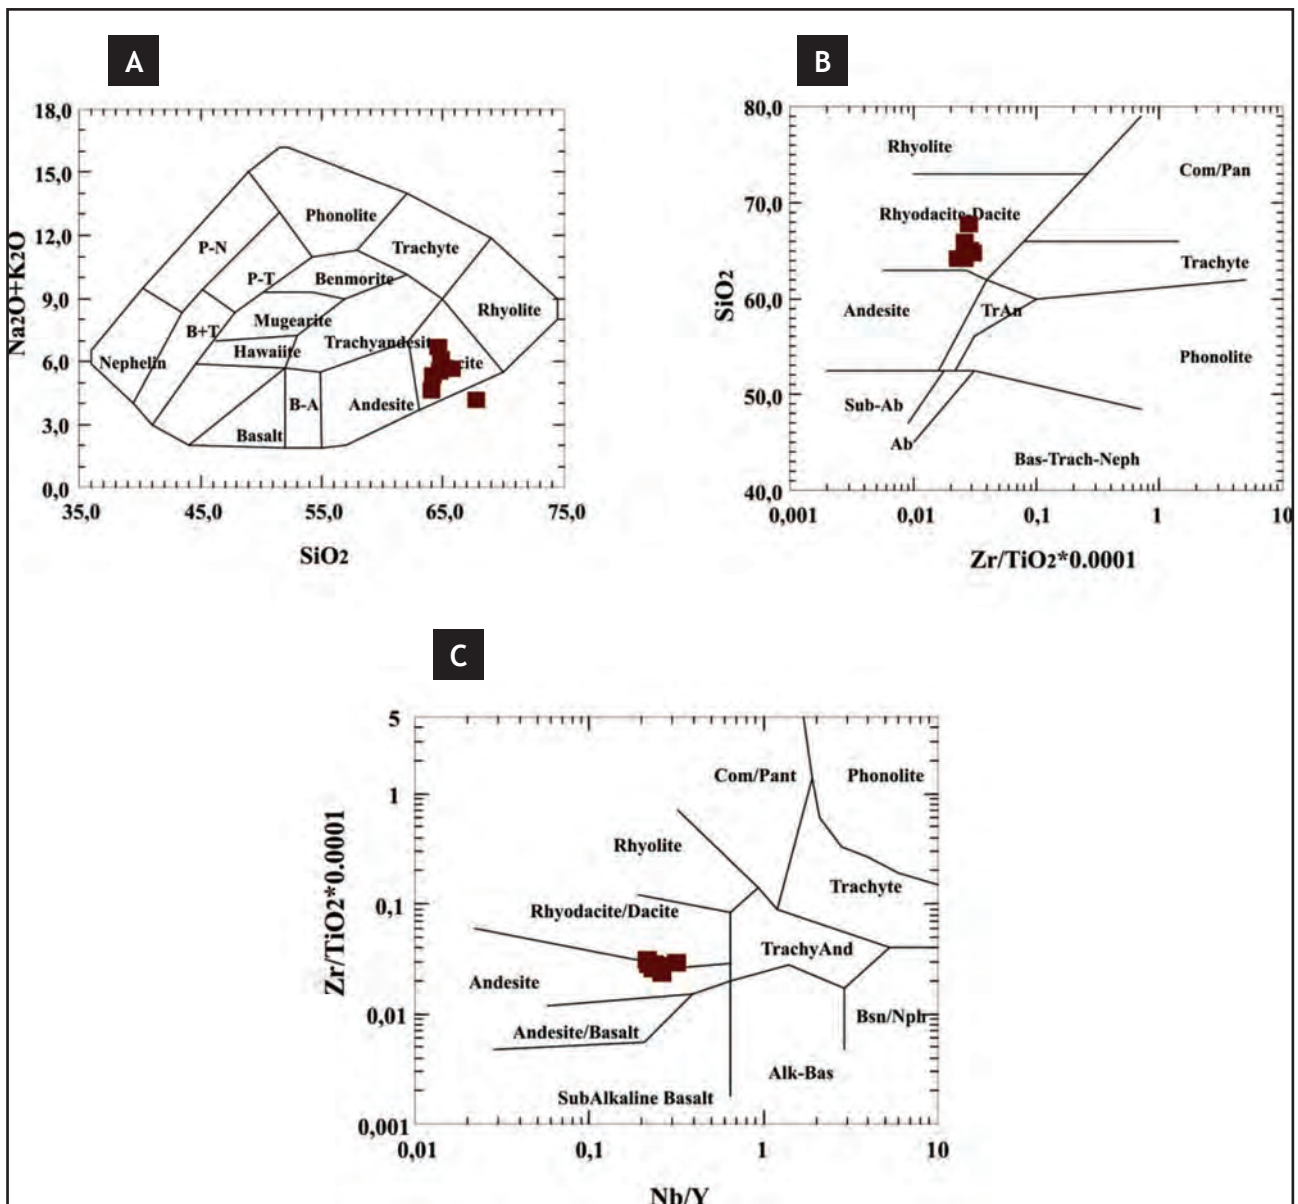 A
18,0
15,0
12,0
9,0
6,0
3,0
0,0
Na2O+K2O
35,0 45,0 55,0 65,0 75,0
SiO2
Phonolite
P-N
Trachyte
P-T
Benmorite
Rhyolite
B+T
Mugearite
Trachyandesit
Nephelin
Hawaiite
cite
B-A
Andesite
Basalt
B
80,0
70,0
60,0
50,0
40,0
SiO2
0,001 0,01 0,1 1 10
Zr/TiO2*0.0001
Rhyolite
Com/Pan
Rhyodacite-Dacite
Trachyte
Andesite
TrAn
Phonolite
Sub-Ab
Ab
Bas-Trach-Neph
C
5
1
0,1
0,01
0,001
Zr/TiO2*0.0001
0,01 0,1 1 10
Nb/Y
Com/Pant
Phonolite
Rhyolite
Trachyte
Rhyodacite/Dacite
TrachyAnd
Andesite
Bsn/Nph
Andesite/Basalt
Alk-Bas
SubAlkaline Basalt